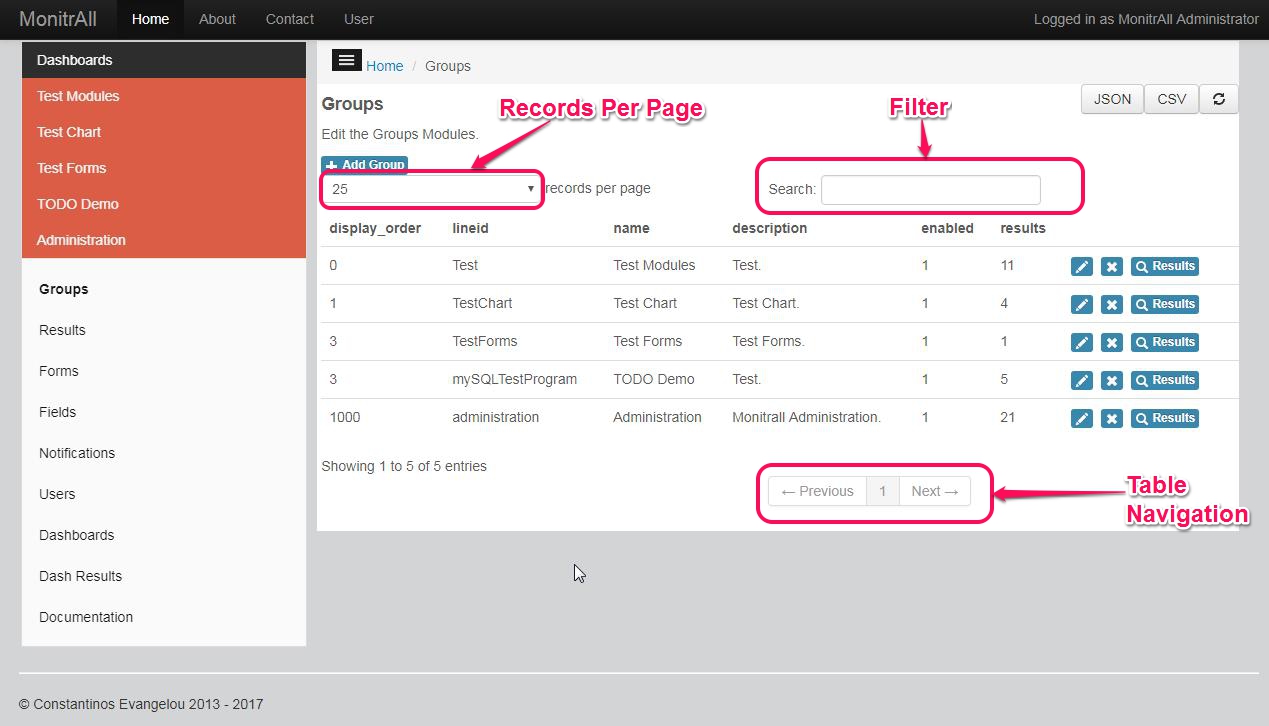 MonitrAll Home About Contact User Logged in as MonitrAll Administrator
Dashboards
Test Modules
Test Chart
Test Forms
TODO Demo
Administration
Groups
Results
Forms
Fields
Notifications
Users
Dashboards
Dash Results
Documentation
Home / Groups
Groups
JSON CSV
Edit the Groups Modules.
Records Per Page
Filter
Add Group
25 records per page
Search:
display_order lineid name description enabled results
0 Test Test Modules Test. 1 11 Results
1 TestChart Test Chart Test Chart. 1 4 Results
3 TestForms Test Forms Test Forms. 1 1 Results
3 mySQLTestProgram TODO Demo Test. 1 5 Results
1000 administration Administration Monitrall Administration. 1 21 Results
Showing 1 to 5 of 5 entries
← Previous 1 Next →
Table
Navigation
© Constantinos Evangelou 2013 - 2017